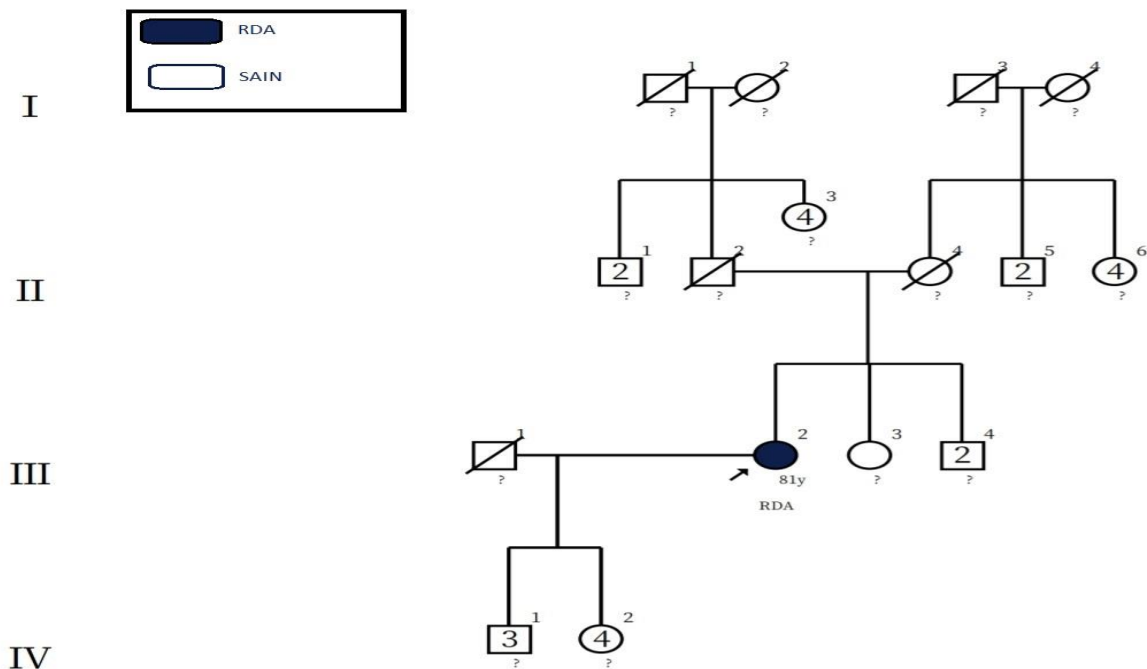 RDA
SAIN
I
1 2 3 4
? ? ? ?
3
4
?
1 2 4 5 6
2 2 4
II
? ? ? ? ?
1 2 3 4
2
III
? 81y ? ?
RDA
1 2
3 4
IV
? ?